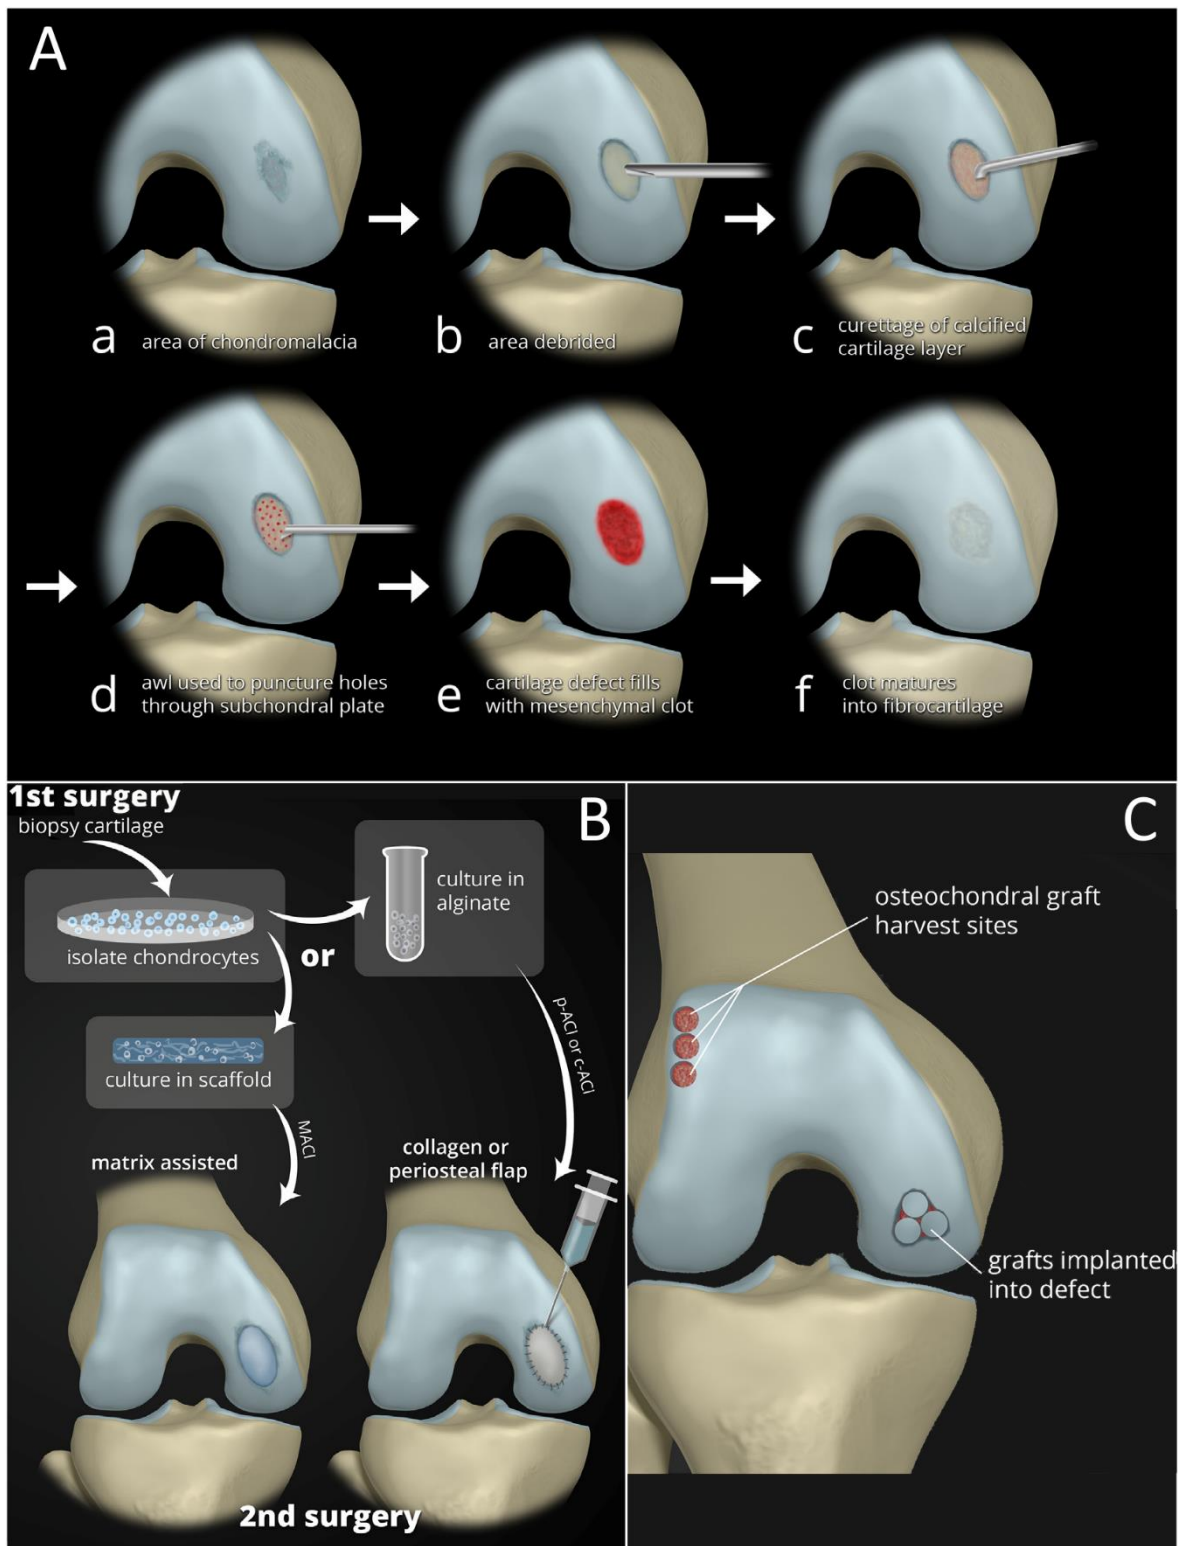 A
a area of chondromalacia
b area debrided
c curettage of calcified
cartilage layer
d awl used to puncture holes
through subchondral plate
e cartilage defect fills
with mesenchymal clot
f clot matures
into fibrocartilage
B
1st surgery
biopsy cartilage
isolate chondrocytes
or
culture in
alginate
culture in scaffold
p-ACI or c-ACI
MACI
matrix assisted
collagen or
periosteal flap
2nd surgery
C
osteochondral graft
harvest sites
grafts implanted
into defect